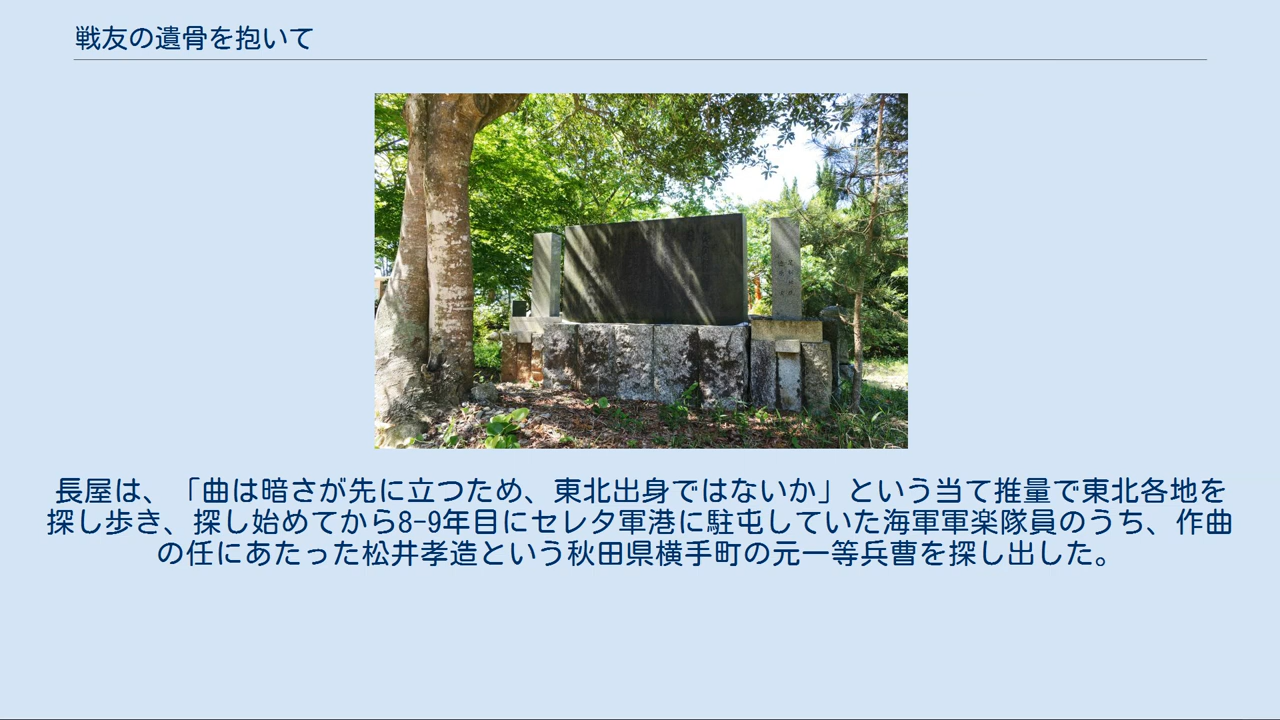 戦友の遺骨を抱いて
長屋は、「曲は暗さが先に立つため、東北出身ではないか」という当て推量で東北各地を
探し歩き、探し始めてから8-9年目にセレタ軍港に駐屯していた海軍軍楽隊員のうち、作曲
の任にあたった松井孝造という秋田県横手町の元一等兵曹を探し出した。